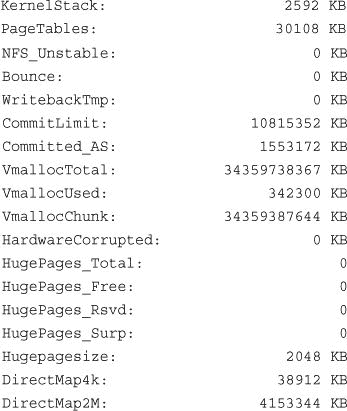 KernelStack: 2592 KB
PageTables: 30108 KB
NFS_Unstable: 0 KB
Bounce: 0 KB
WritebackTmp: 0 KB
CommitLimit: 10815352 KB
Committed_AS: 1553172 KB
VmallocTotal: 34359738367 KB
VmallocUsed: 342300 KB
VmallocChunk: 34359387644 KB
HardwareCorrupted: 0 KB
HugePages_Total: 0
HugePages_Free: 0
HugePages_Rsvd: 0
HugePages_Surp: 0
Hugepagesize: 2048 KB
DirectMap4k: 38912 KB
DirectMap2M: 4153344 KB